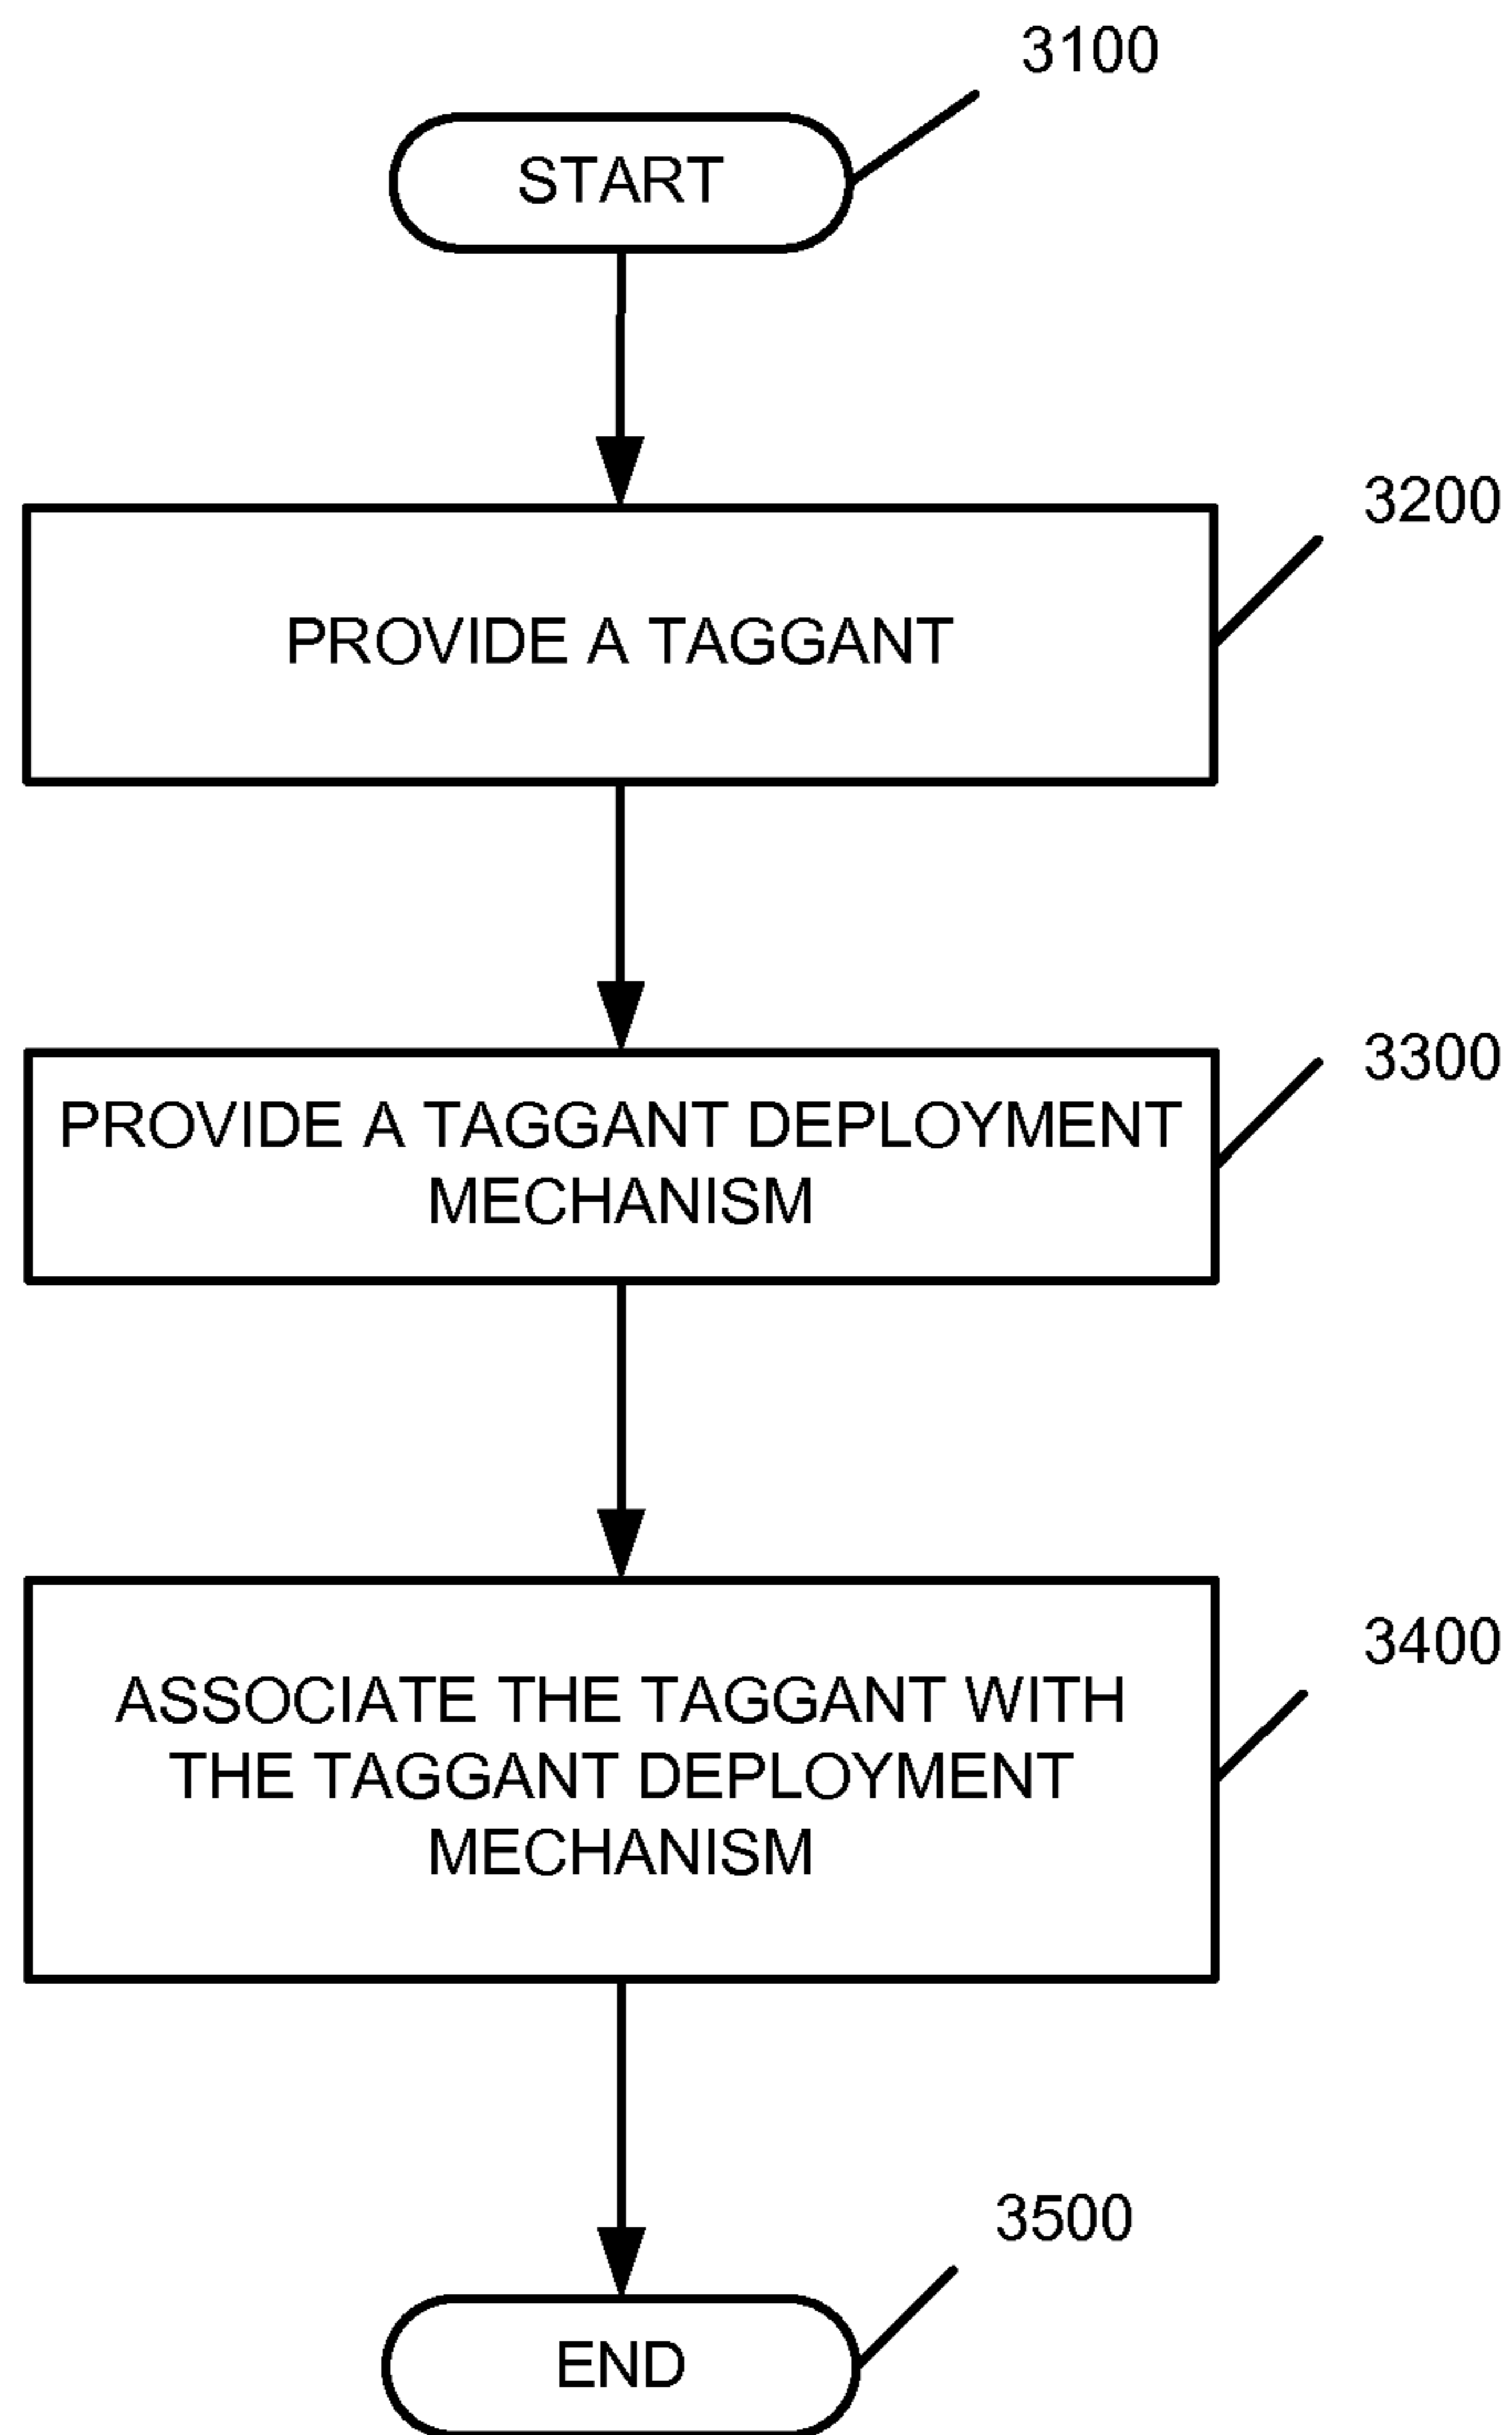 3100
START
3200
PROVIDE A TAGGANT
3300
PROVIDE A TAGGANT DEPLOYMENT
MECHANISM
3400
ASSOCIATE THE TAGGANT WITH
THE TAGGANT DEPLOYMENT
MECHANISM
3500
END